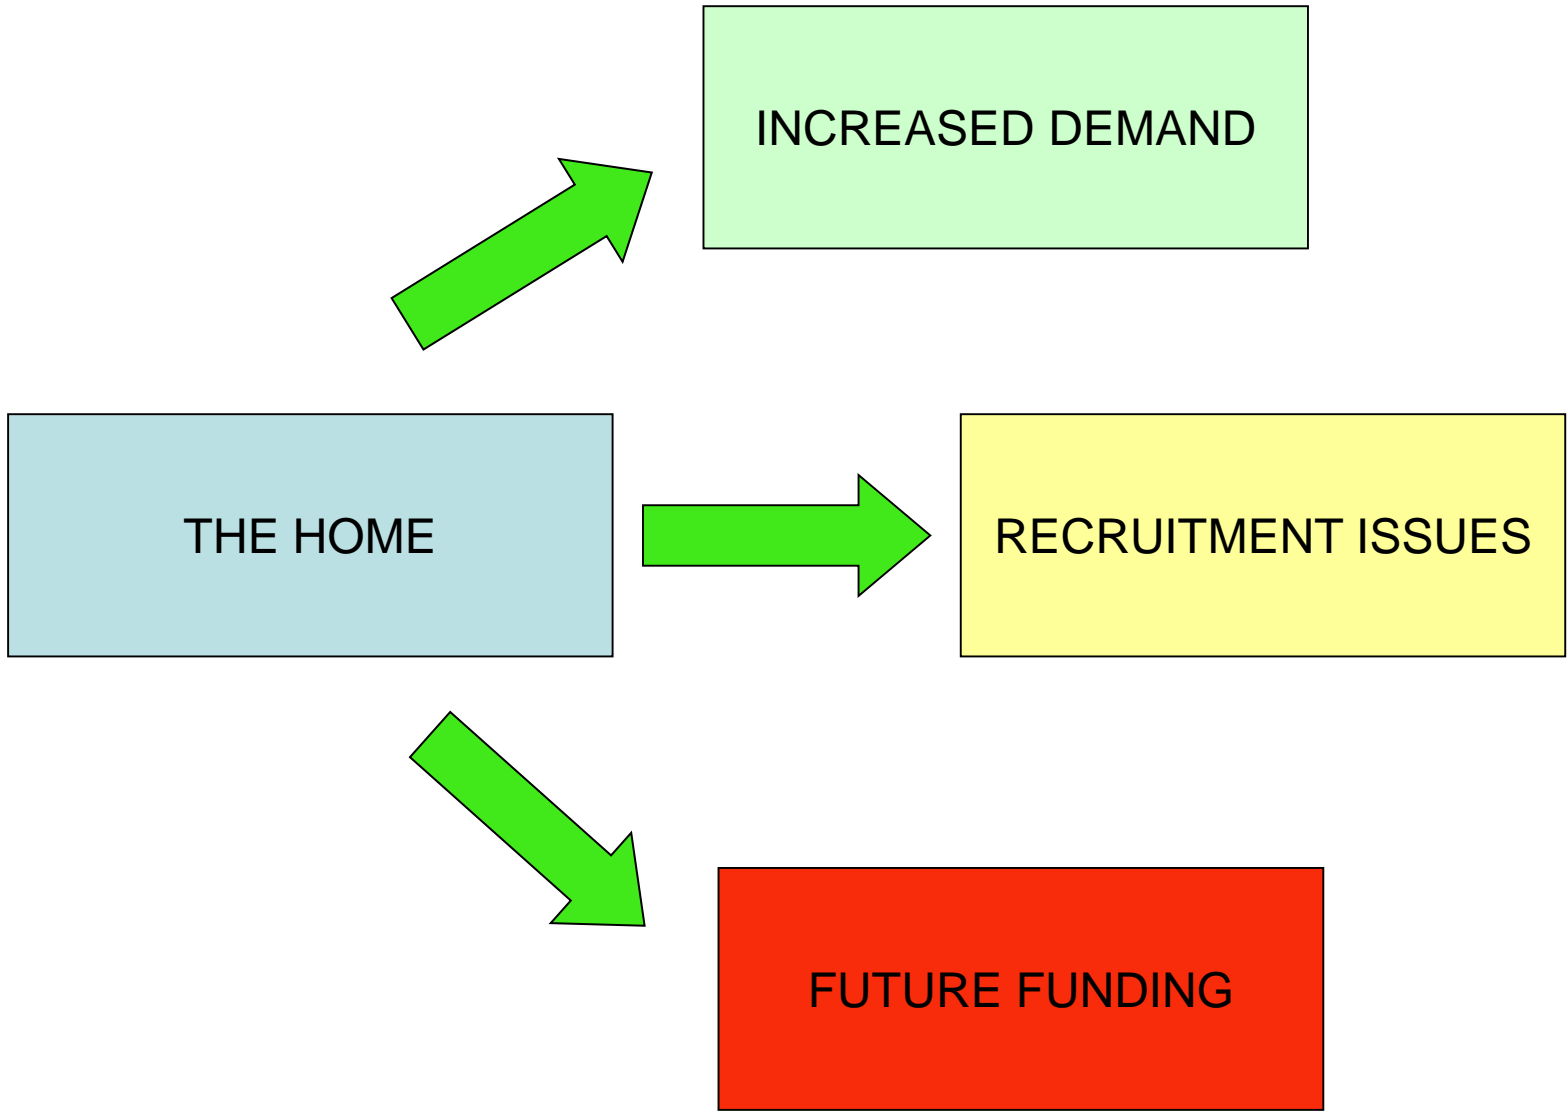 INCREASED DEMAND
THE HOME
RECRUITMENT ISSUES
FUTURE FUNDING